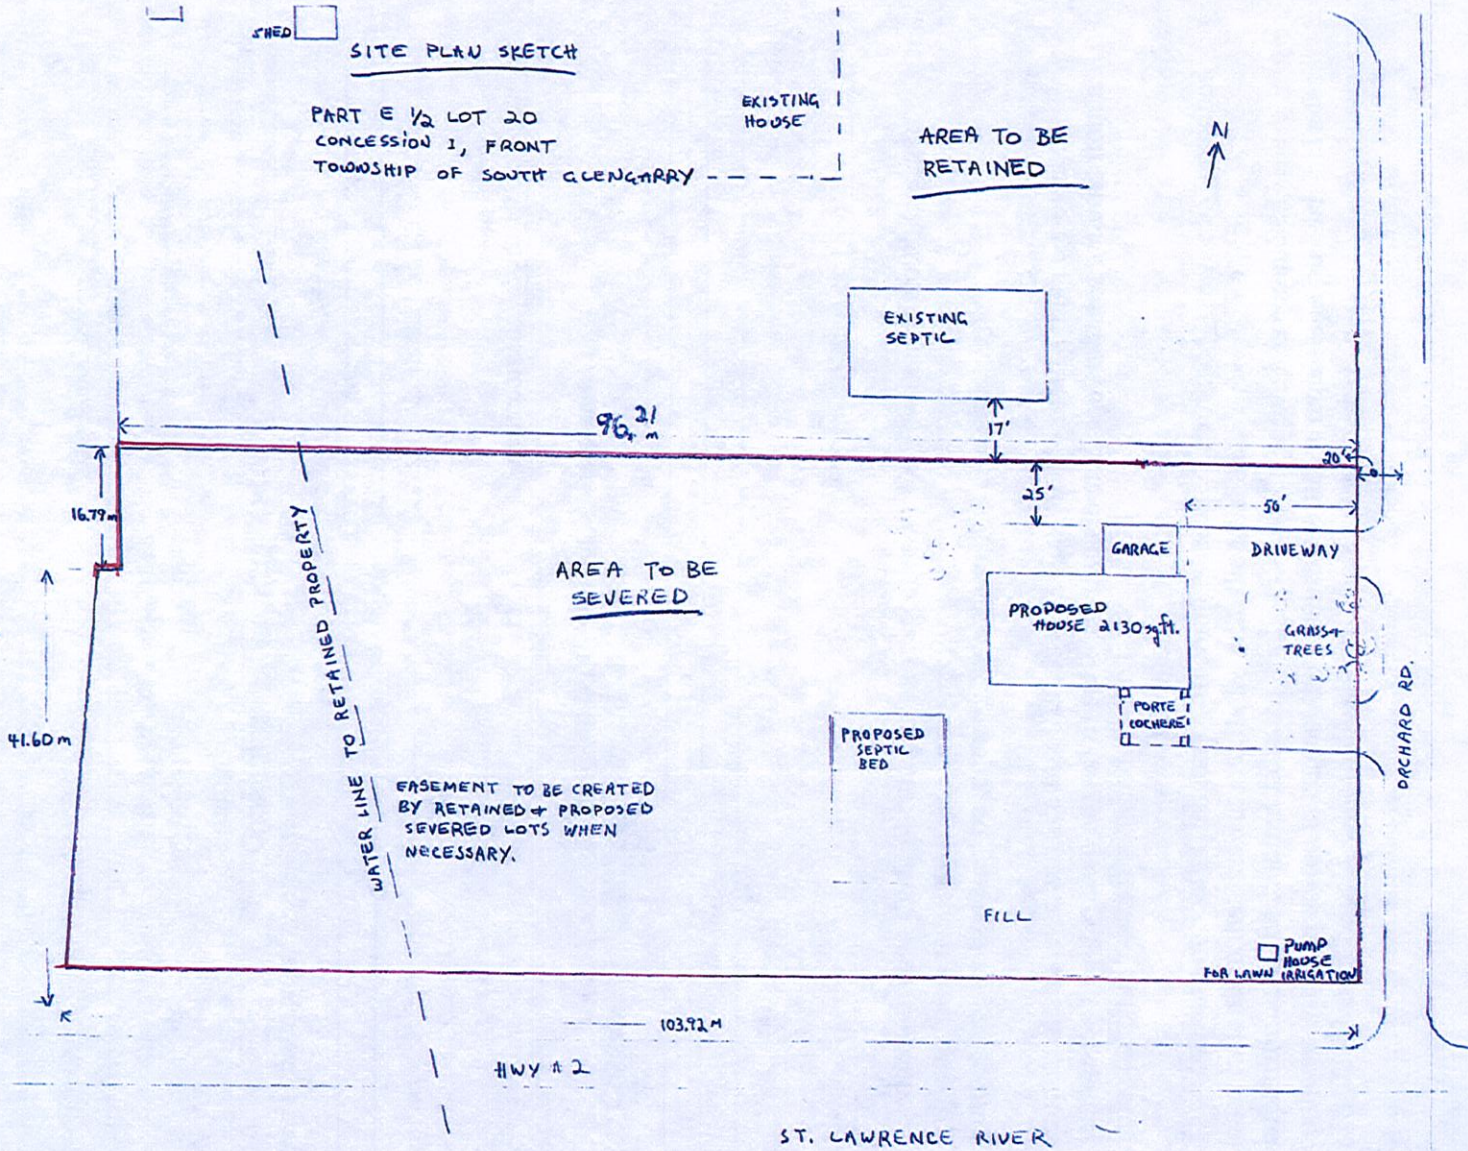 SHED
SITE PLAN SKETCH
PART E ½ LOT 20
CONCESSION I, FRONT
TOWNSHIP OF SOUTH GLENGARRY
EXISTING
HOUSE
AREA TO BE
RETAINED
N
EXISTING
SEPTIC
96.21 m
17'
20'
16.79m
25'
50'
GARAGE
DRIVEWAY
AREA TO BE
SEVERED
PROPOSED
HOUSE 2130 sq.ft.
GRASS+
TREES
WATER LINE TO RETAINED PROPERTY
PORTE
COCHERE
ORCHARD RD.
41.60 m
PROPOSED
SEPTIC
BED
EASEMENT TO BE CREATED
BY RETAINED + PROPOSED
SEVERED LOTS WHEN
NECESSARY.
FILL
PUMP
HOUSE
FOR LAWN IRRIGATION
103.92 M
HWY # 2
ST. LAWRENCE RIVER